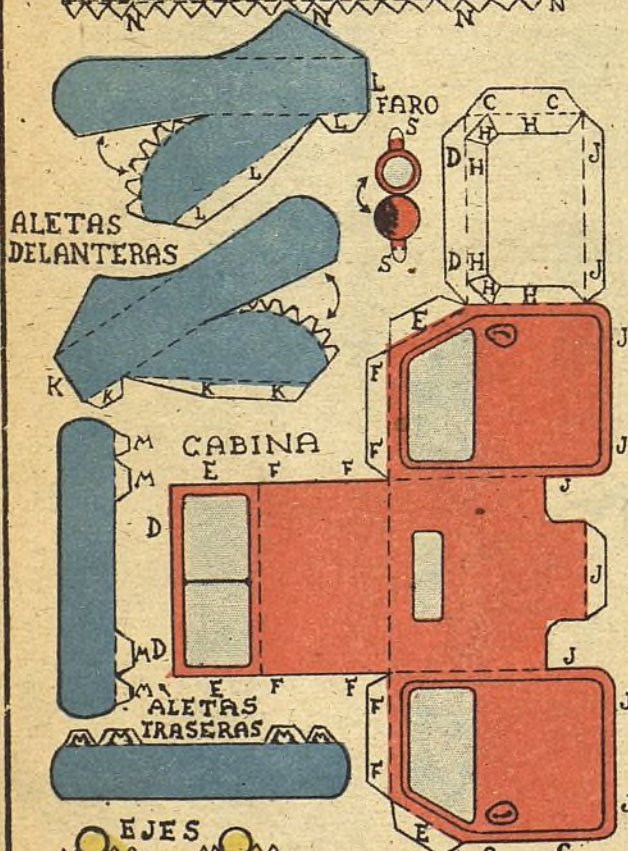 N N N N
L
FARO
S
L
L
L
S
C C
H H
D H J
D H J
H H
ALETAS
DELANTERAS
K K K K
E
F
F
J
J
M
M
CABINA
E F F
D
J
J
D
J
M
M
E F F
ALETAS
TRASERAS
M M M M
F
F
J
J
E
EJES
C C